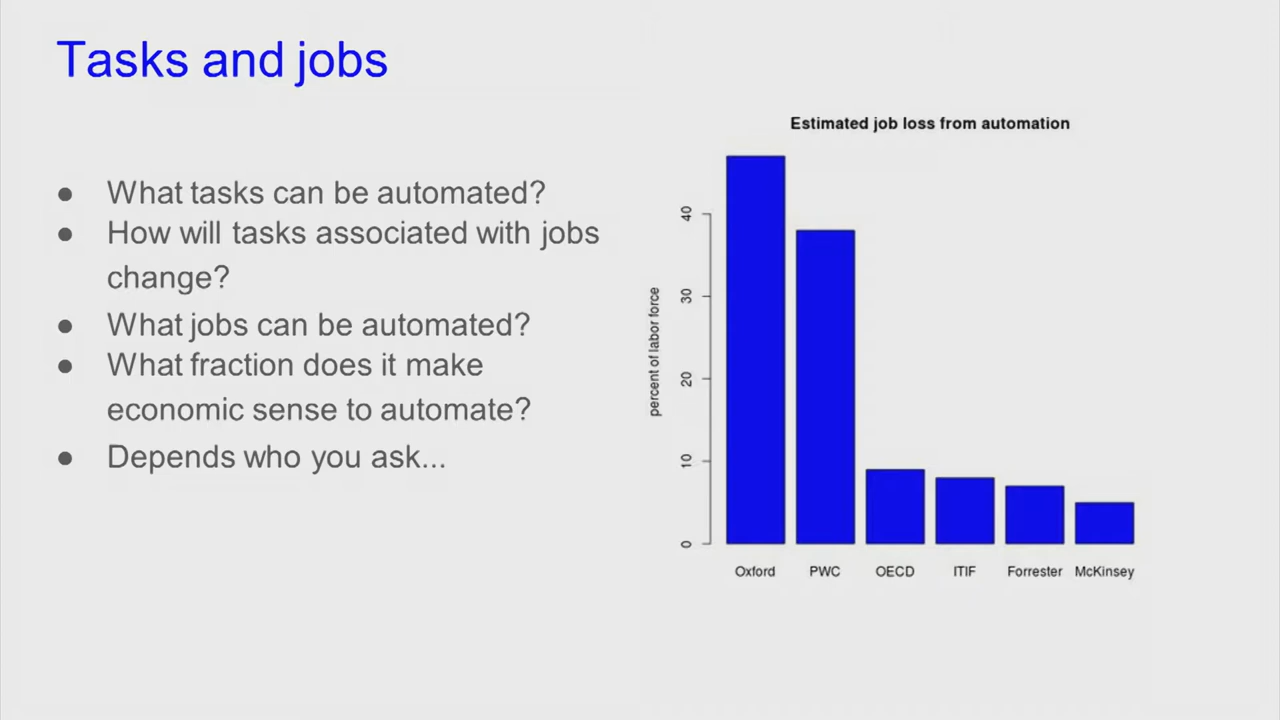 Tasks and jobs
● What tasks can be automated?
● How will tasks associated with jobs
change?
● What jobs can be automated?
● What fraction does it make
economic sense to automate?
● Depends who you ask...
Estimated job loss from automation
percent of labor force
40
30
20
10
0
Oxford PWC OECD ITIF Forrester McKinsey